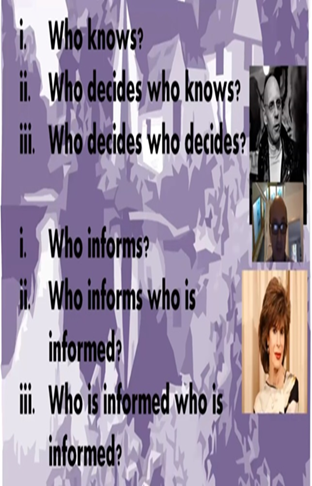 i. Who knows?
ii. Who decides who knows?
iii. Who decides who decides?
i. Who informs?
ii. Who informs who is
informed?
iii. Who is informed who is
informed?